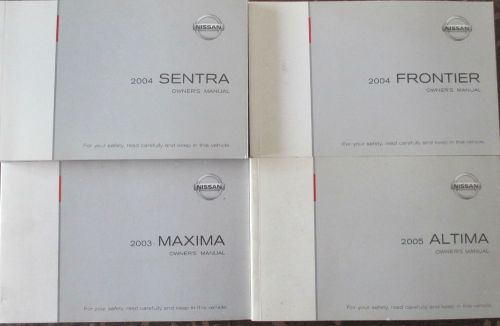 NISSAN
2004 SENTRA
OWNER'S MANUAL
For your safety, read carefully and keep in this vehicle.
NISSAN
2004 FRONTIER
OWNER'S MANUAL
For your safety, read carefully and keep in this vehicle.
NISSAN
2003 MAXIMA
OWNER'S MANUAL
For your safety, read carefully and keep in this vehicle.
NISSAN
2005 ALTIMA
OWNER'S MANUAL
For your safety, read carefully and keep in this vehicle.